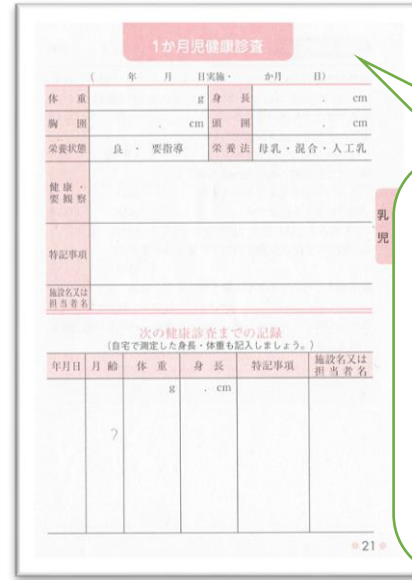 1か月児健康診査
( 年 月 日実施・ か月 日)
体 重 g 身 長 . cm
胸 囲 . cm 頭 囲 . cm
栄養状態 良 ・ 要指導 栄 養 法 母乳・混合・人工乳
健 康 ・
要 観 察
特記事項
施設名又は
担 当 者 名
乳
児
次の健康診査までの記録
(自宅で測定した身長・体重も記入しましょう。)
年月日 月 齢 体 重 身 長 特記事項 施設名又は
担 当 者 名
g . cm
21